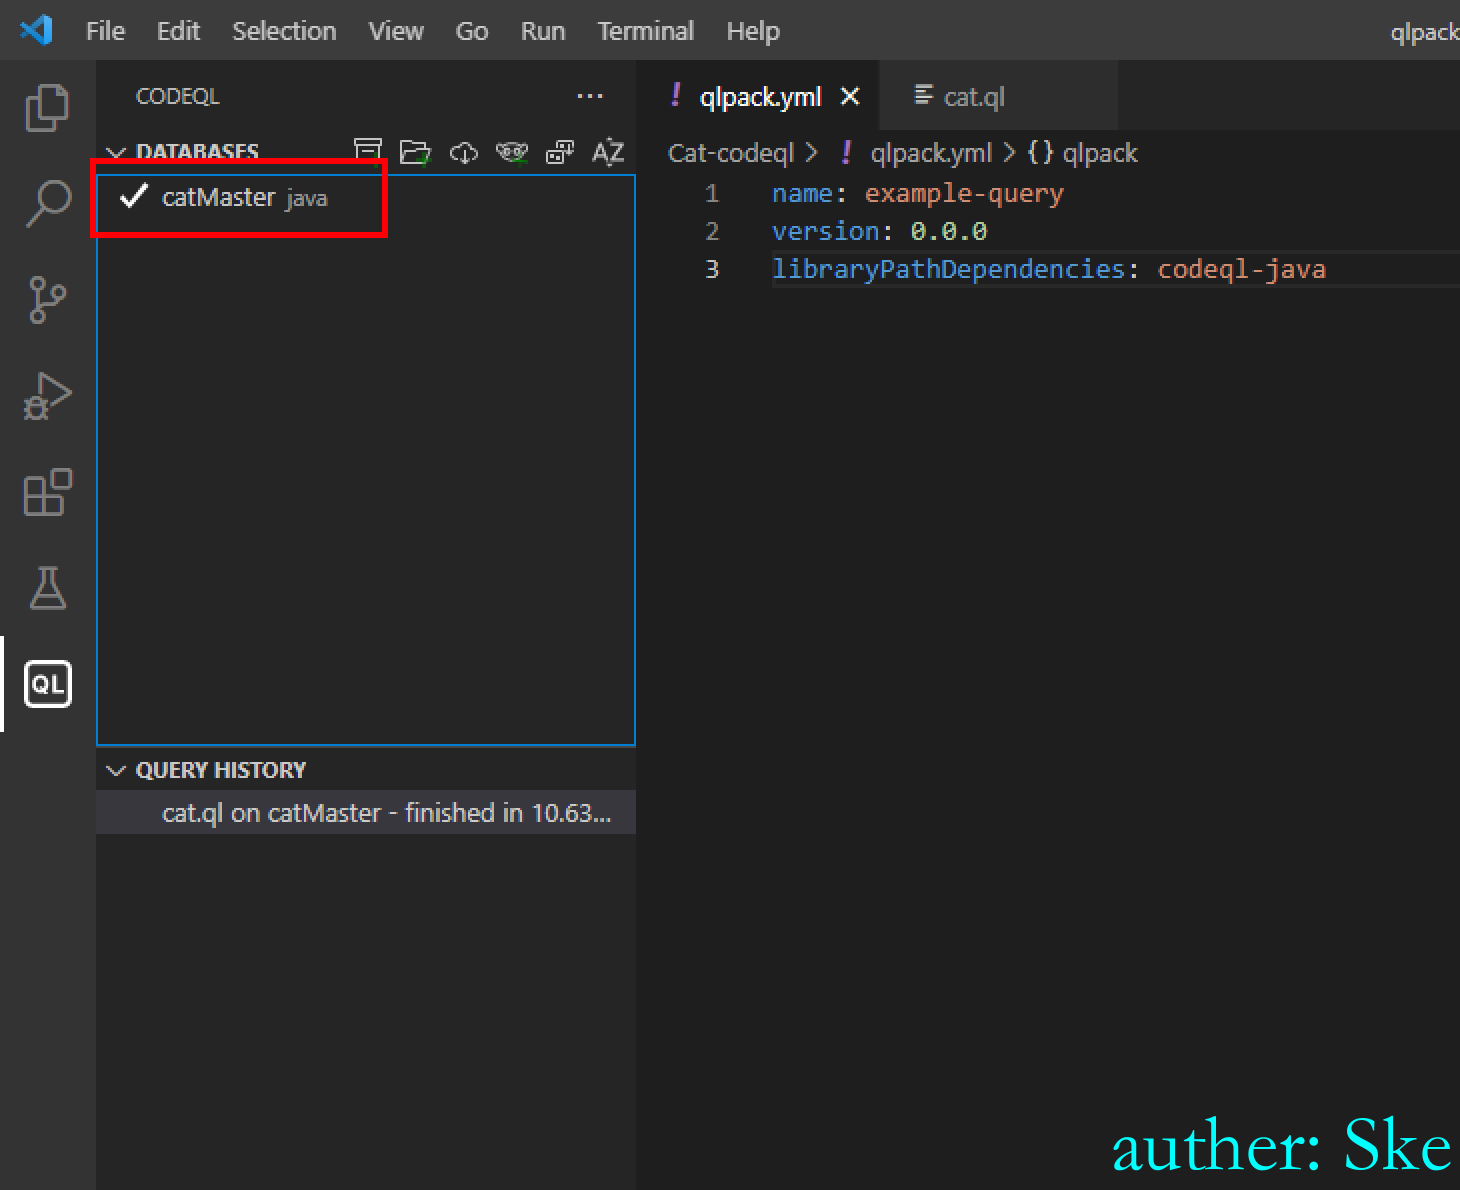 File Edit Selection View Go Run Terminal Help qlpack
CODEQL ...
DATABASES
catMaster java
QL
QUERY HISTORY
cat.ql on catMaster - finished in 10.63...
! qlpack.yml × cat.ql
Cat-codeql > ! qlpack.yml > {} qlpack
1 name: example-query
2 version: 0.0.0
3 libraryPathDependencies: codeql-java
auther: Ske